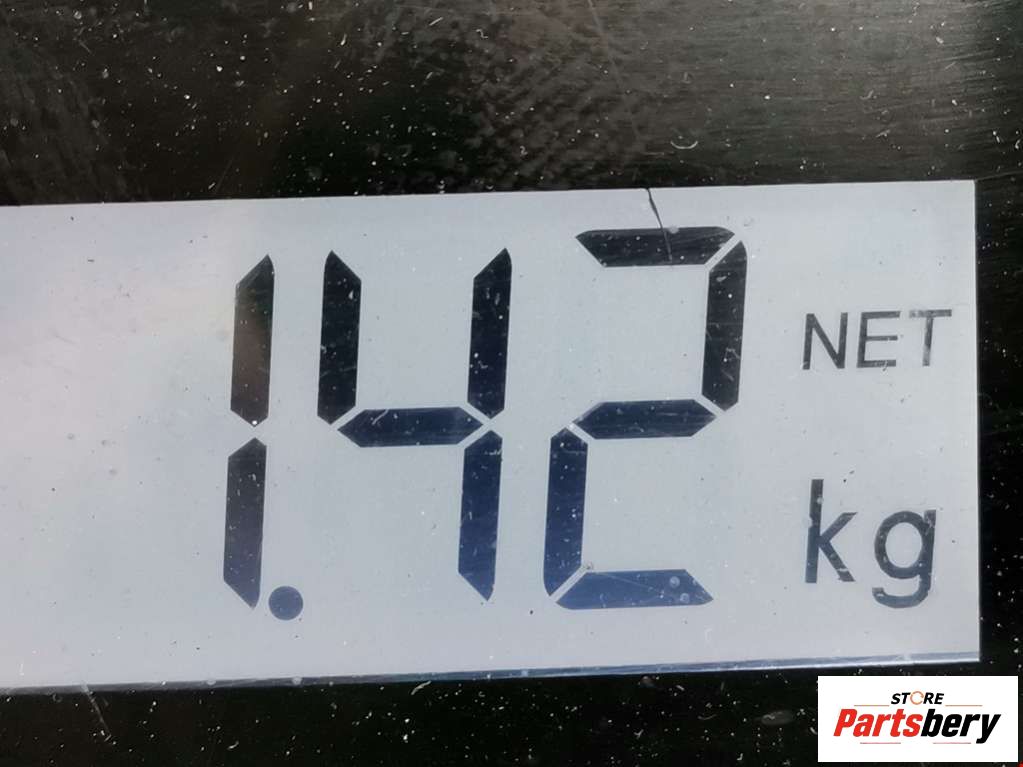 1.42 NET
kg
STORE
Partsbery